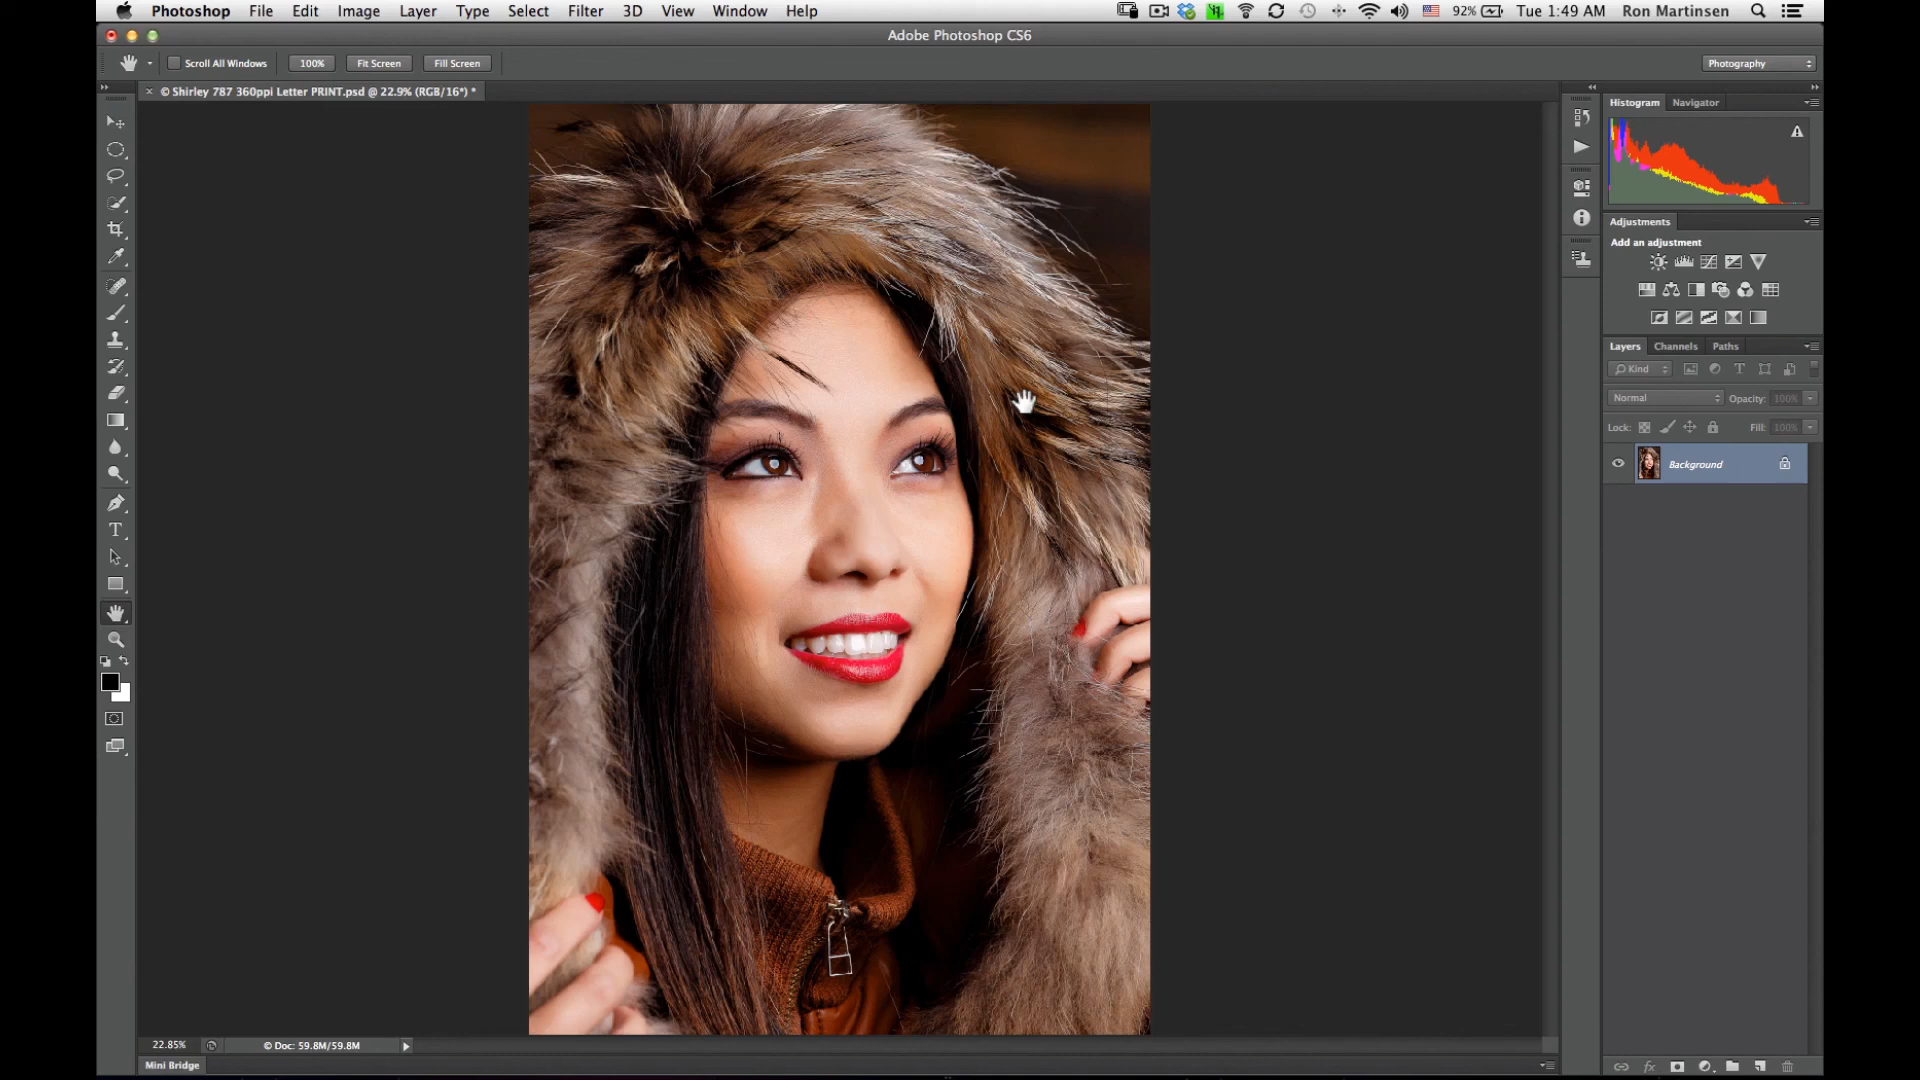 Photoshop File Edit Image Layer Type Select Filter 3D View Window Help 92% Tue 1:49 AM Ron Martinsen
Adobe Photoshop CS6
Scroll All Windows 100% Fit Screen Fill Screen Photography
© Shirley 787 360ppi Letter PRINT.psd @ 22.9% (RGB/16*) *
Histogram Navigator
Adjustments
Add an adjustment
Layers Channels Paths
Kind
Normal Opacity: 100%
Lock: Fill: 100%
Background
22.85% © Doc: 59.8M/59.8M
Mini Bridge